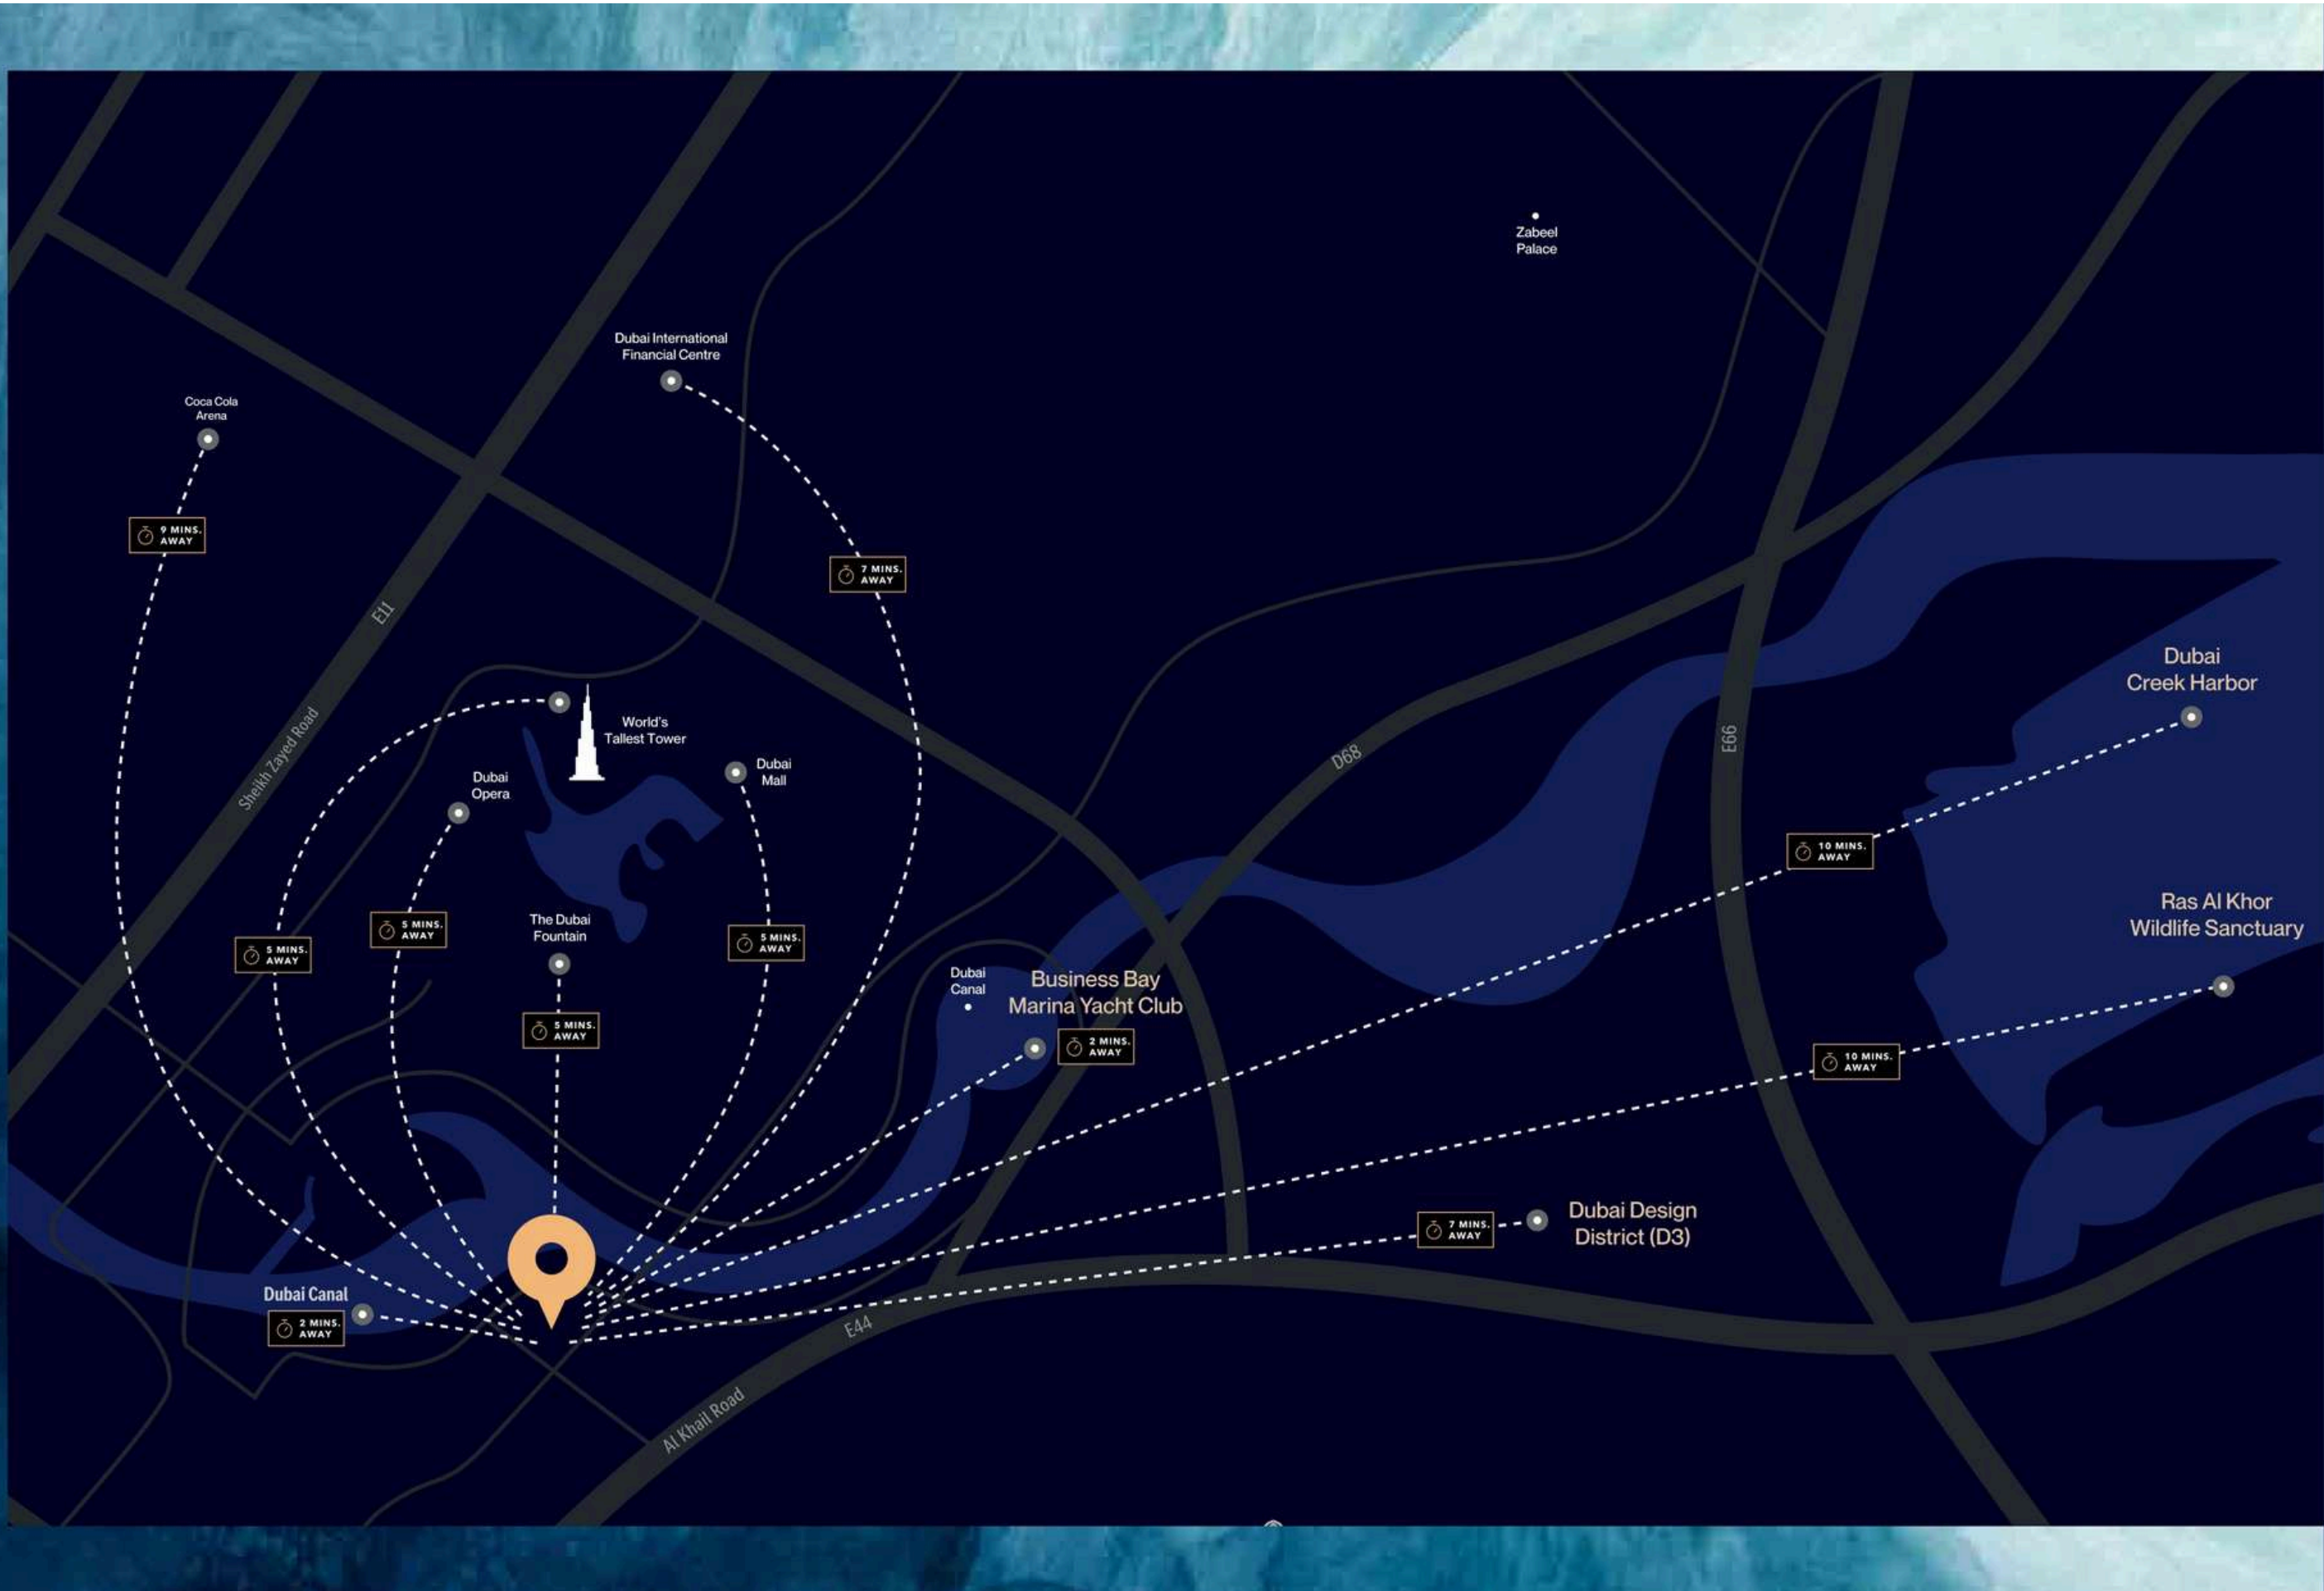 Zabeel
Palace
Dubai International
Financial Centre
Coca Cola
Arena
9 MINS.
AWAY
7 MINS.
AWAY
E11
Sheikh Zayed Road
World's
Tallest Tower
Dubai
Mall
Dubai
Opera
D68
E66
Dubai
Creek Harbor
10 MINS.
AWAY
5 MINS.
AWAY
5 MINS.
AWAY
The Dubai
Fountain
5 MINS.
AWAY
5 MINS.
AWAY
Ras Al Khor
Wildlife Sanctuary
Dubai
Canal
Business Bay
Marina Yacht Club
2 MINS.
AWAY
10 MINS.
AWAY
7 MINS.
AWAY
Dubai Design
District (D3)
Dubai Canal
2 MINS.
AWAY
E44
Al Khail Road